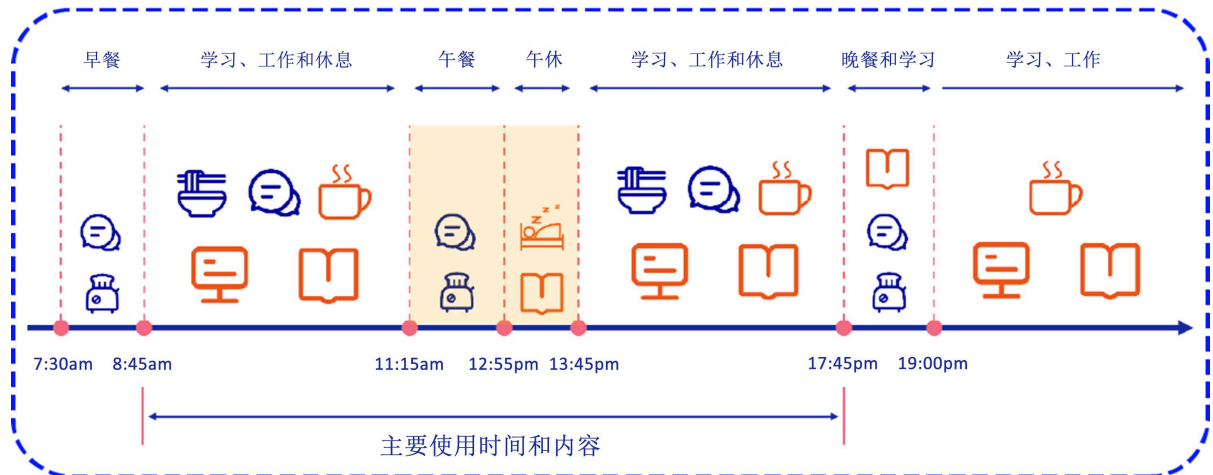 早餐
学习、工作和休息
午餐
午休
学习、工作和休息
晚餐和学习
学习、工作
7:30am
8:45am
11:15am
12:55pm
13:45pm
17:45pm
19:00pm
主要使用时间和内容